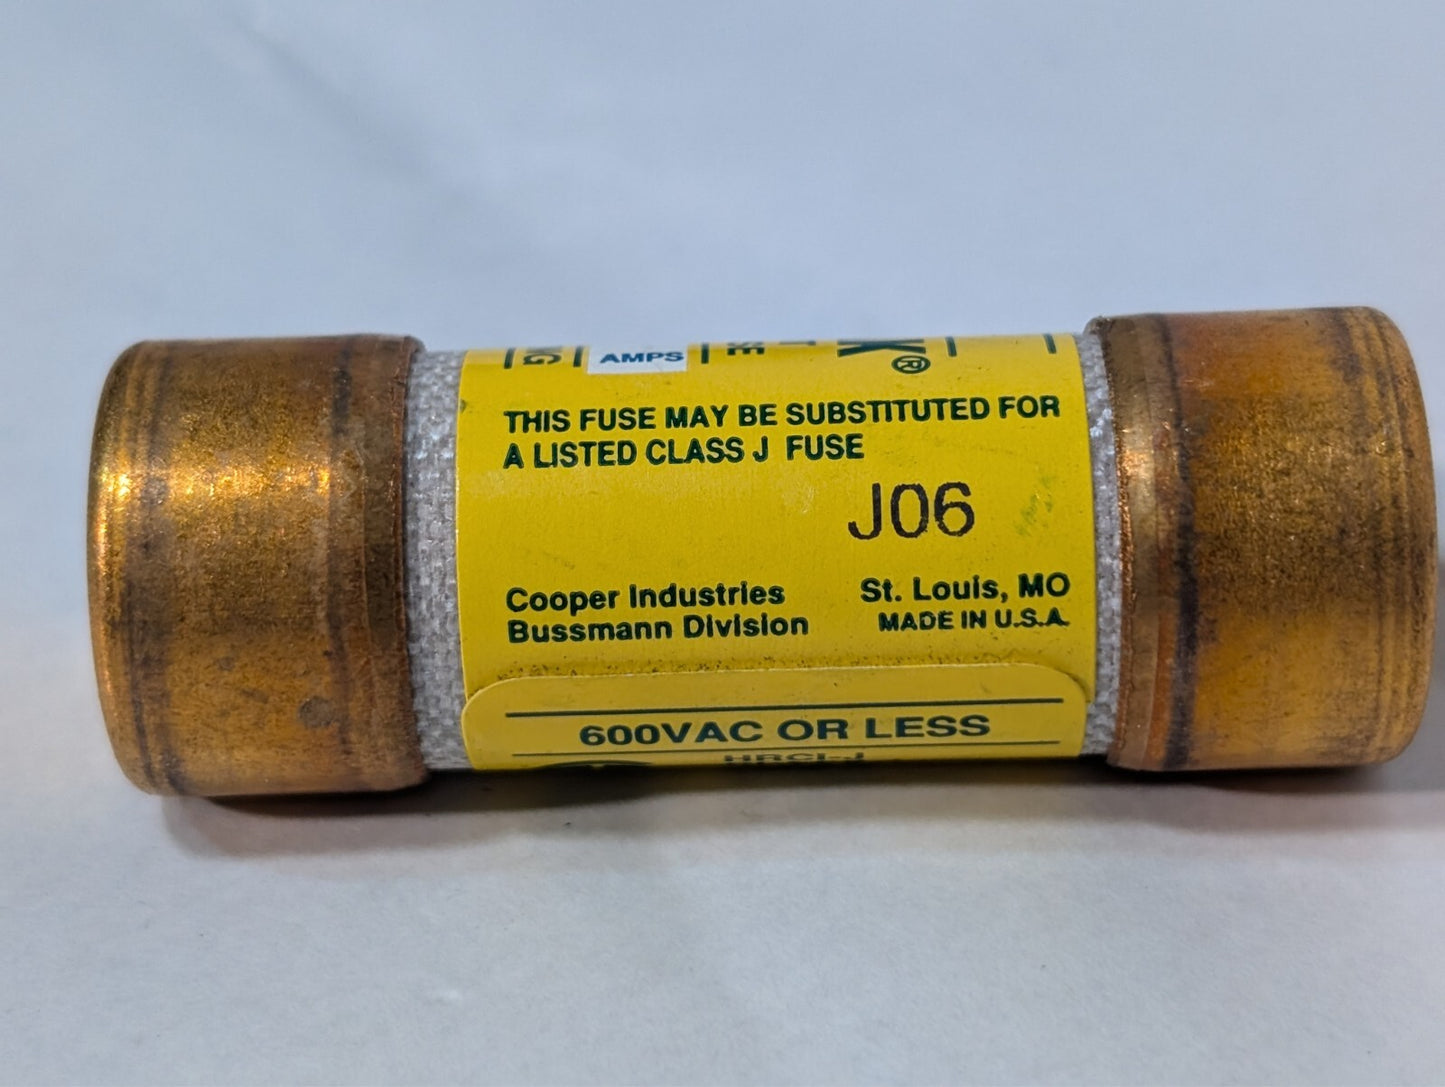 AMPS
®
THIS FUSE MAY BE SUBSTITUTED FOR
A LISTED CLASS J FUSE
J06
Cooper Industries St. Louis, MO
Bussmann Division MADE IN U.S.A.
600VAC OR LESS
HRCI-J